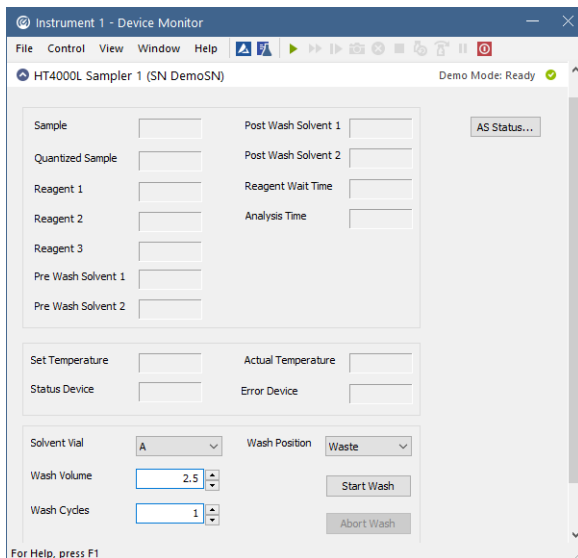 Instrument 1 - Device Monitor
File Control View Window Help
HT4000L Sampler 1 (SN DemoSN) Demo Mode: Ready
Sample Post Wash Solvent 1 AS Status...
Quantized Sample Post Wash Solvent 2
Reagent 1 Reagent Wait Time
Reagent 2 Analysis Time
Reagent 3
Pre Wash Solvent 1
Pre Wash Solvent 2
Set Temperature Actual Temperature
Status Device Error Device
Solvent Vial A Wash Position Waste
Wash Volume 2.5 Start Wash
Wash Cycles 1 Abort Wash
For Help, press F1